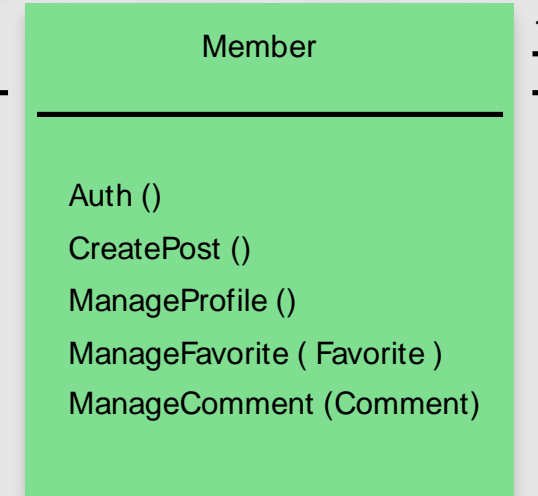 Member
Auth ()
CreatePost ()
ManageProfile ()
ManageFavorite ( Favorite )
ManageComment (Comment)